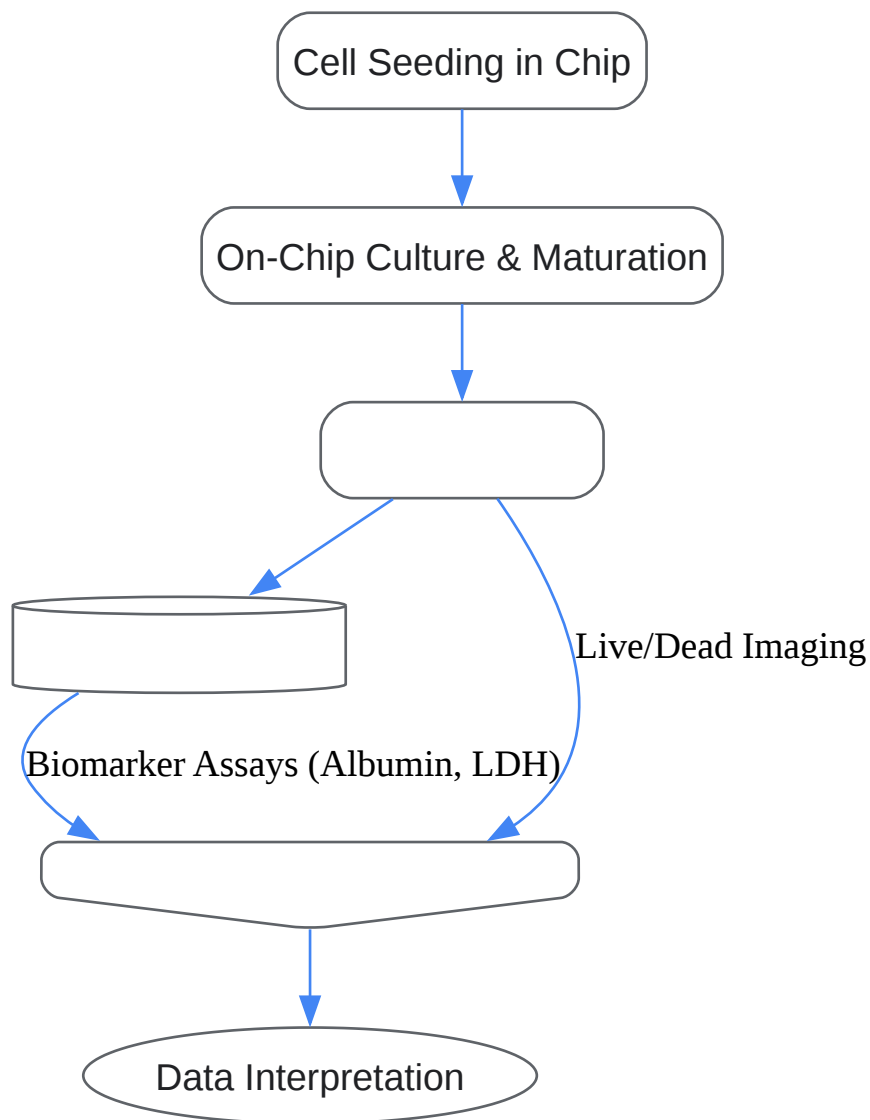 Cell Seeding in Chip
On-Chip Culture & Maturation
Live/Dead Imaging
Biomarker Assays (Albumin, LDH)
Data Interpretation